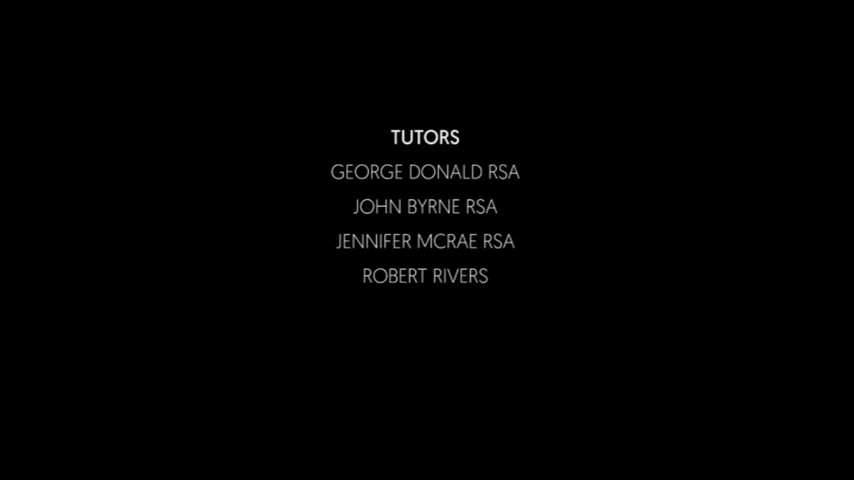 TUTORS
GEORGE DONALD RSA
JOHN BYRNE RSA
JENNIFER MCRAE RSA
ROBERT RIVERS